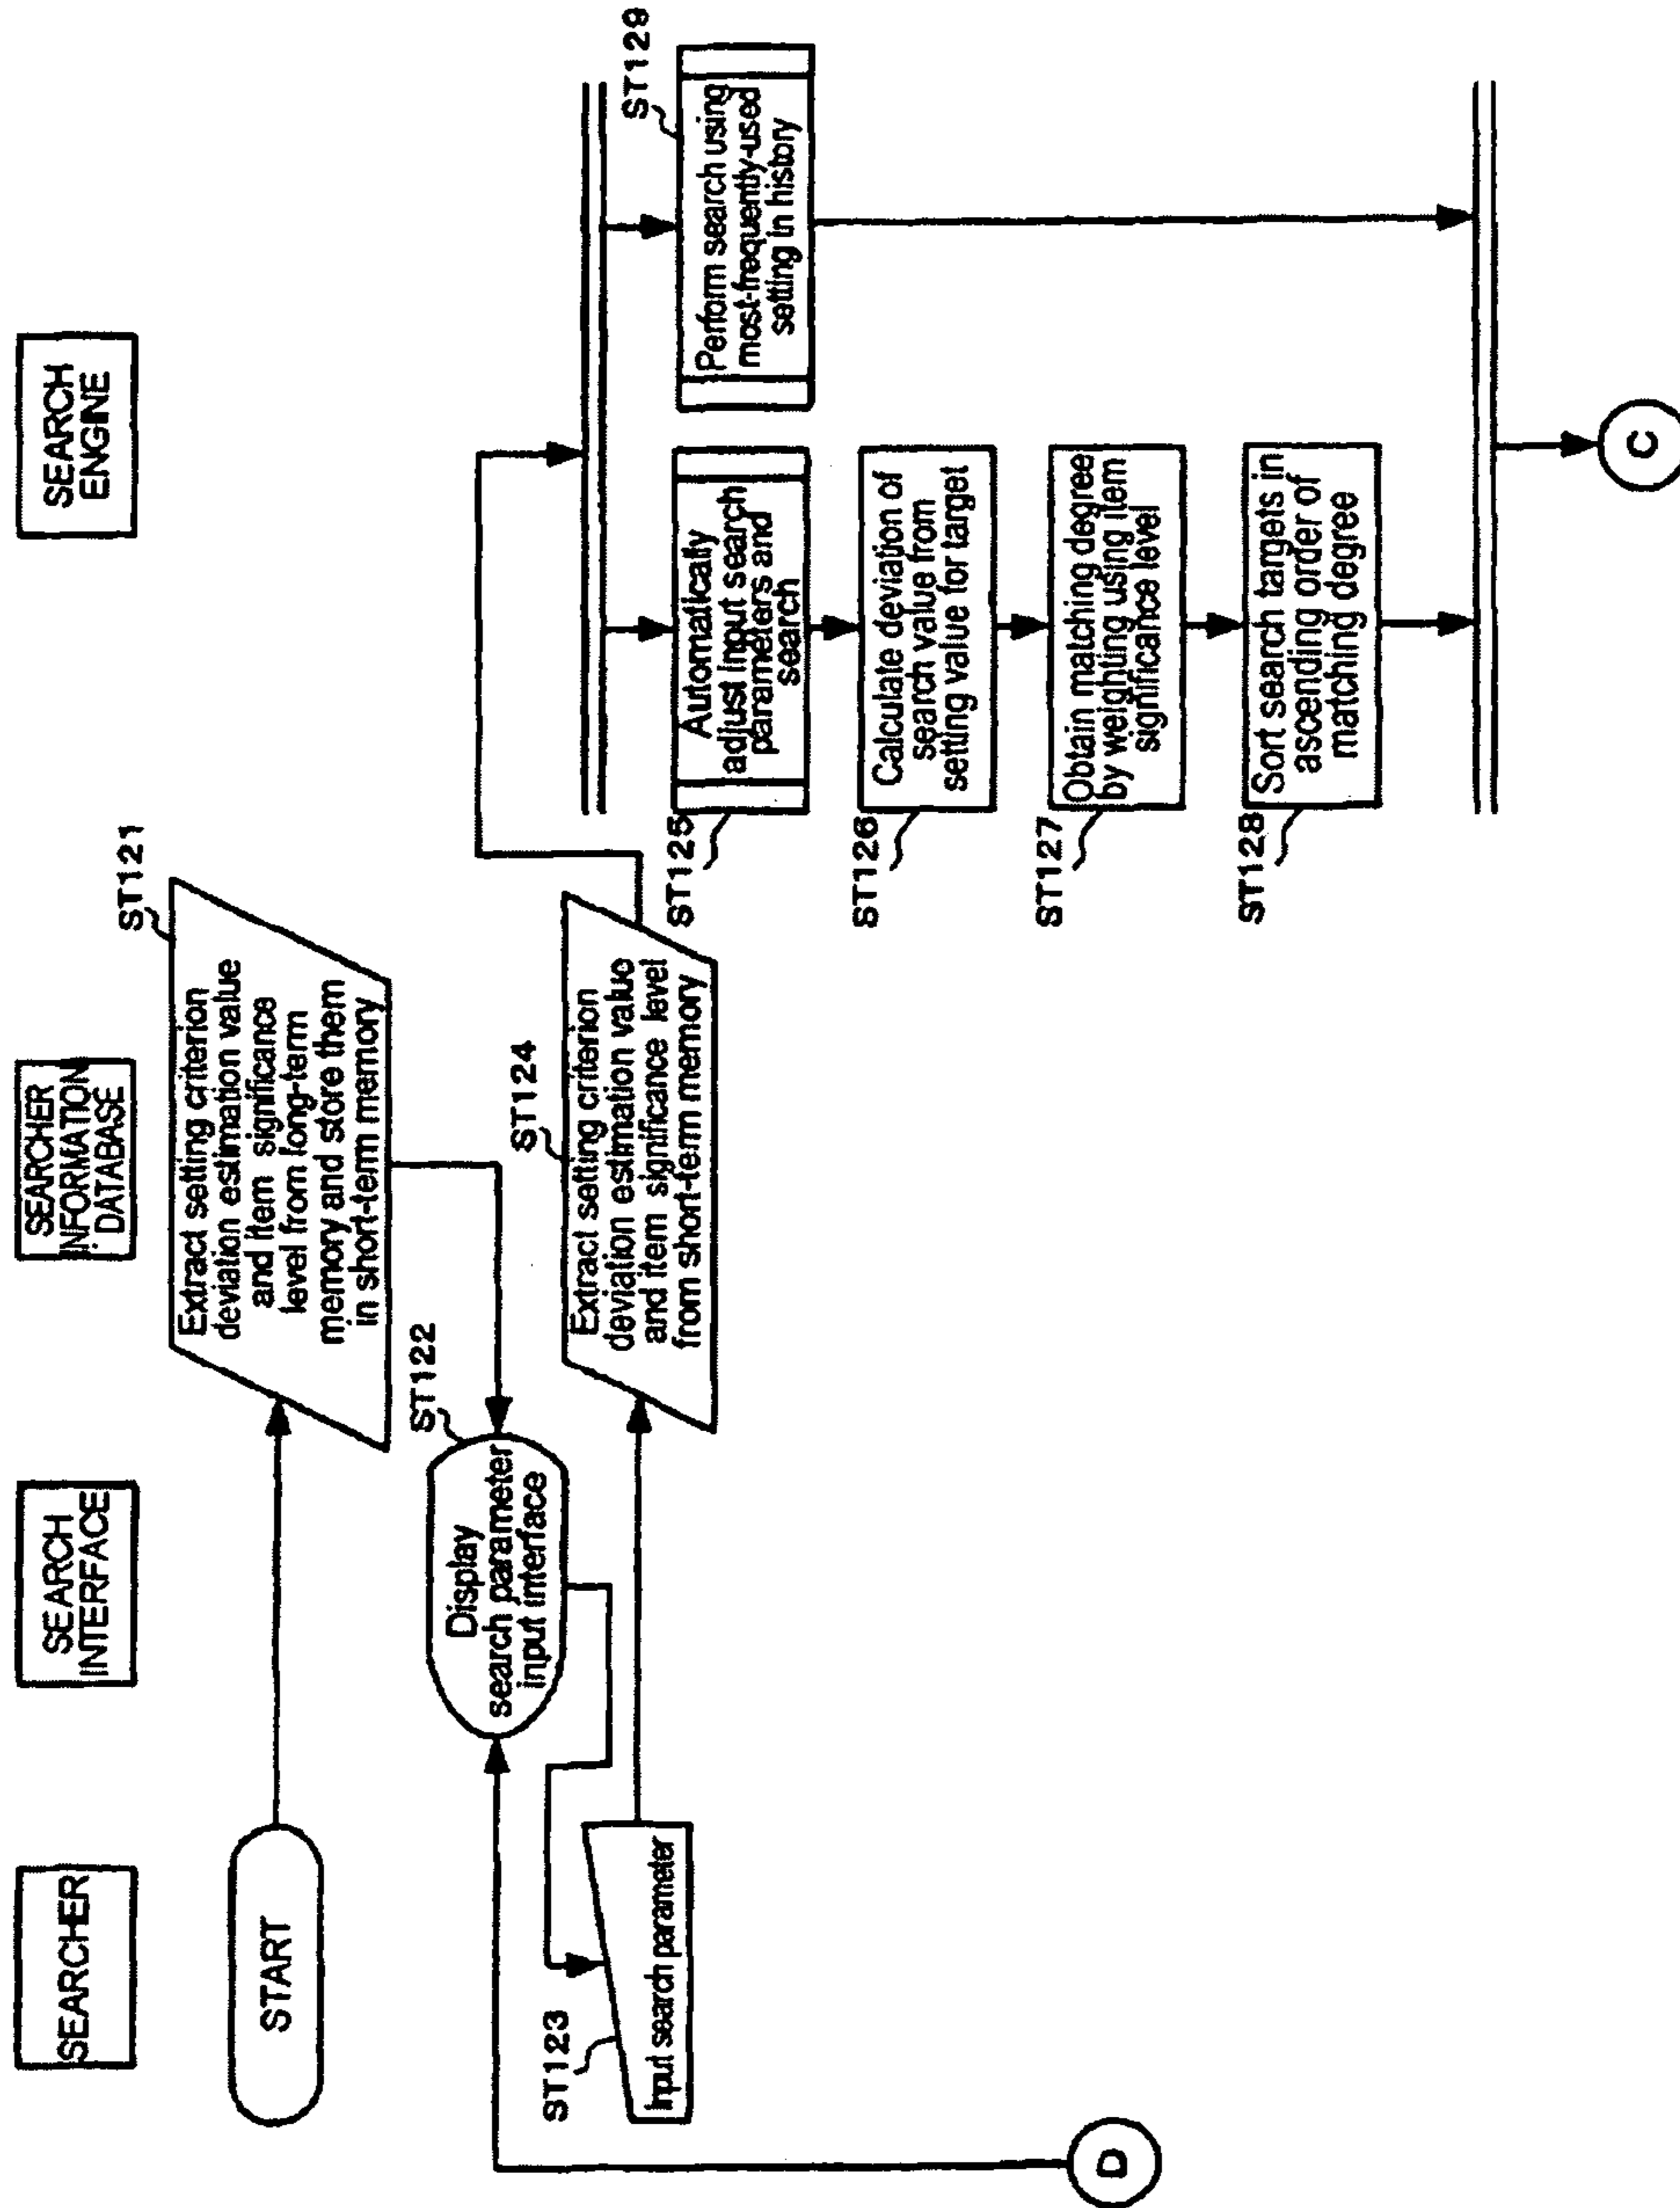 SEARCHER
SEARCH
INTERFACE
SEARCHER
INFORMATION
DATABASE
SEARCH
ENGINE
START
ST121
Extract setting criterion
deviation estimation value
and item significance
level from long-term
memory and store them
in short-term memory
ST122
Display
search parameter
input interface
ST123
Input search parameter
ST124
Extract setting criterion
deviation estimation value
and item significance level
from short-term memory
ST125
Automatically
adjust input search
parameters and
search
ST126
Calculate deviation of
search value from
setting value for target
ST127
Obtain matching degree
by weighting using item
significance level
ST128
Sort search targets in
ascending order of
matching degree
ST129
Perform search using
most-frequently-used
setting in history
D
C